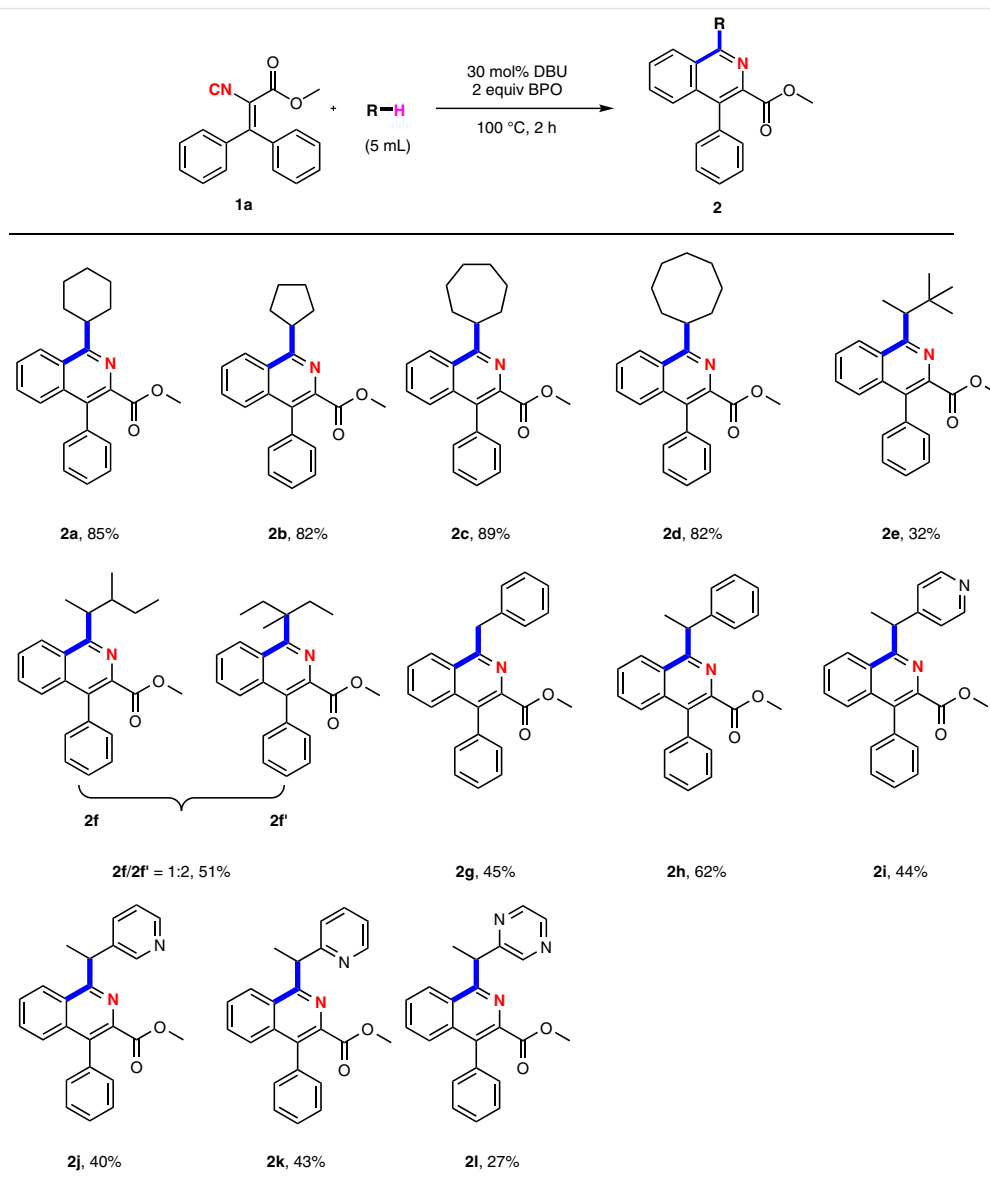 R
N
O
O
CN
O
O
+
R–H
(5 mL)
30 mol% DBU
2 equiv BPO
100 °C, 2 h
1a
2
N
O
O
N
O
O
N
O
O
N
O
O
N
O
O
2a, 85%
2b, 82%
2c, 89%
2d, 82%
2e, 32%
N
O
O
N
O
O
N
O
O
N
O
O
N
N
O
O
2f
2f'
2f/2f' = 1:2, 51%
2g, 45%
2h, 62%
2i, 44%
N
N
O
O
N
N
O
O
N
N
N
O
O
2j, 40%
2k, 43%
2l, 27%